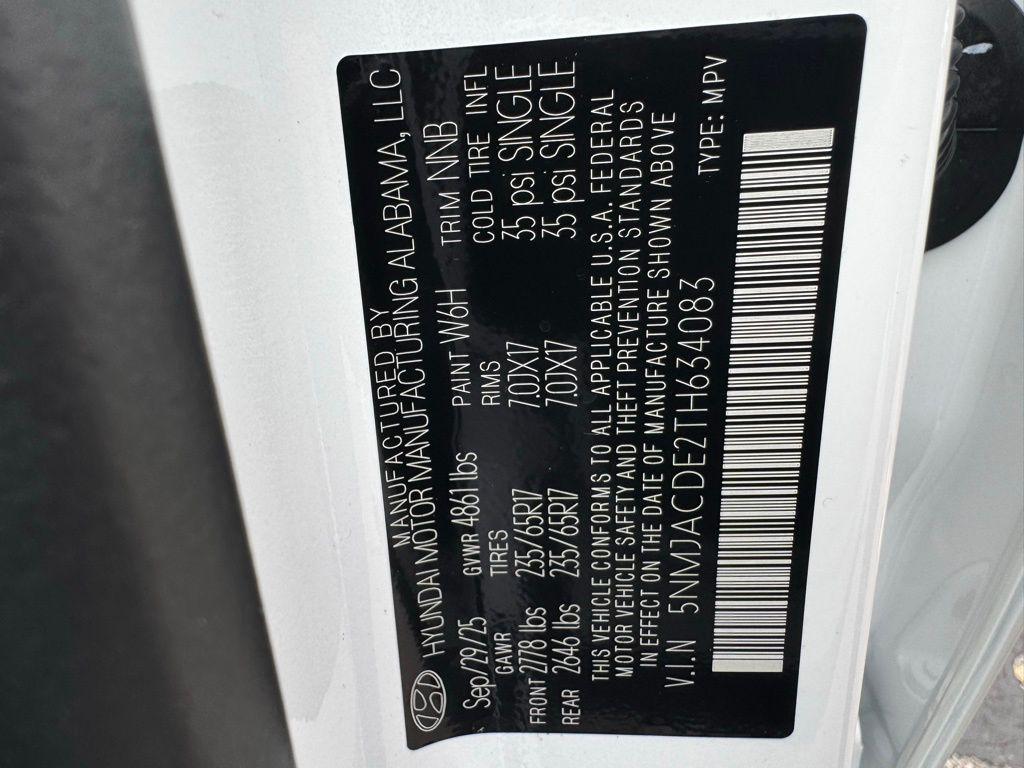 MANUFACTURED BY
HYUNDAI MOTOR MANUFACTURING ALABAMA, LLC
Sep/29/25 GVWR 4861 lbs PAINT W6H TRIM NNB
GAWR TIRES RIMS COLD TIRE INFL
FRONT 2778 lbs 235/65R17 7.0JX17 35 psi SINGLE
REAR 2646 lbs 235/65R17 7.0JX17 35 psi SINGLE
THIS VEHICLE CONFORMS TO ALL APPLICABLE U.S.A. FEDERAL
MOTOR VEHICLE SAFETY AND THEFT PREVENTION STANDARDS
IN EFFECT ON THE DATE OF MANUFACTURE SHOWN ABOVE
V.I.N 5NMJACDE2TH634083
TYPE: MPV